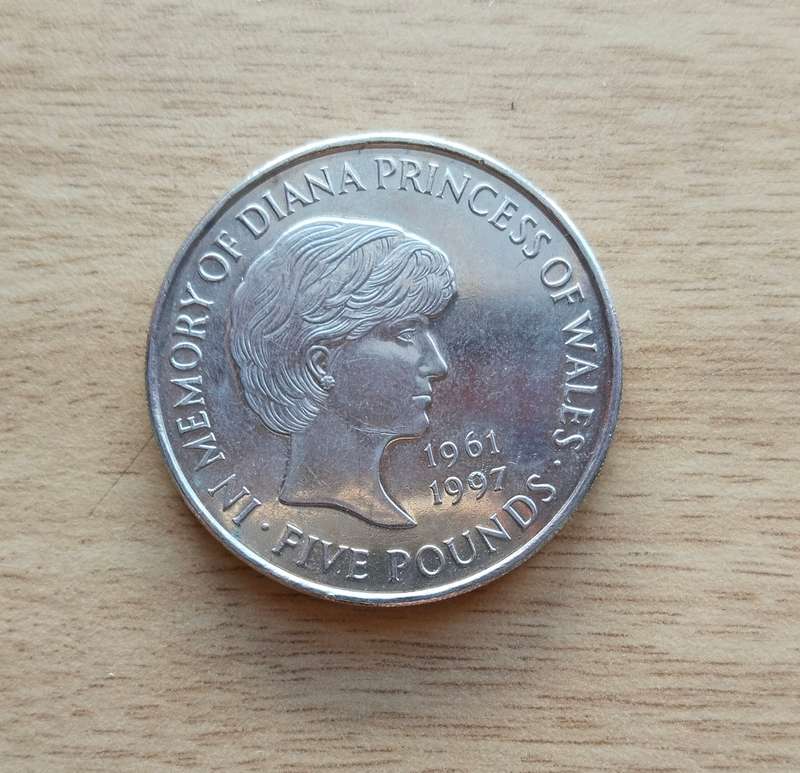 IN MEMORY OF DIANA PRINCESS OF WALES
1961
1997
· FIVE POUNDS ·